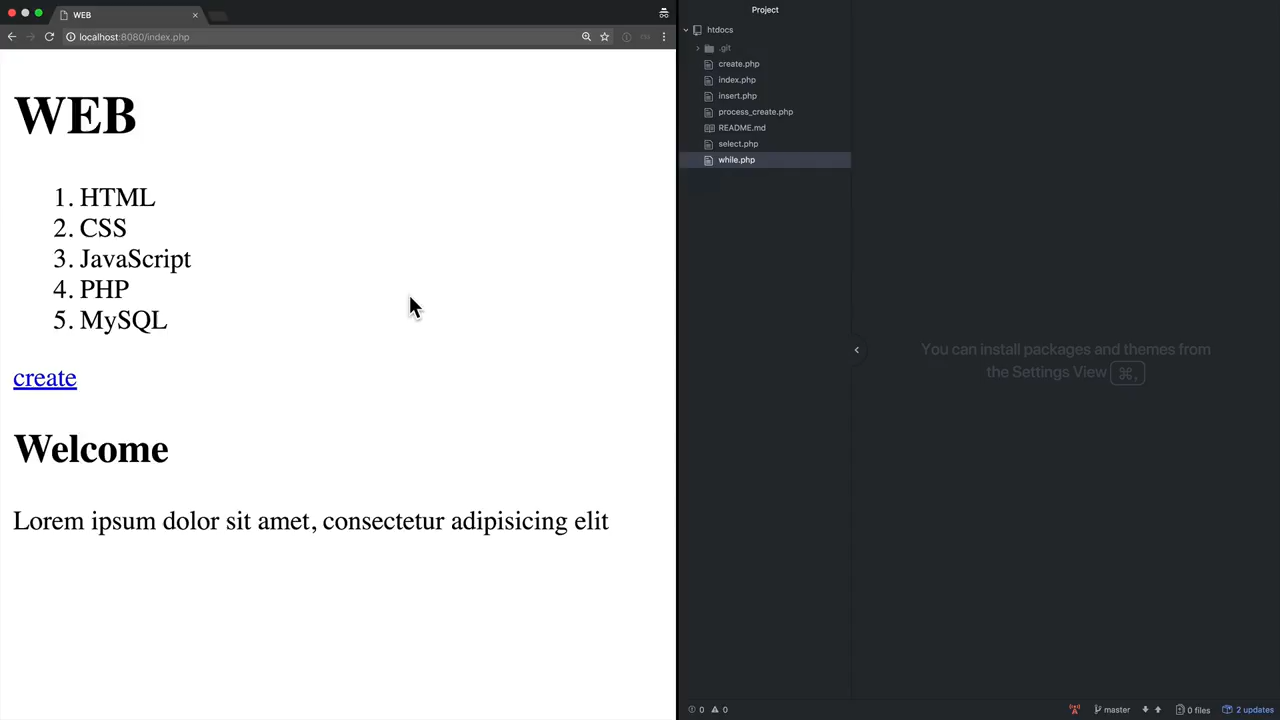 WEB
localhost:8080/index.php
WEB
1. HTML
2. CSS
3. JavaScript
4. PHP
5. MySQL
create
Welcome
Lorem ipsum dolor sit amet, consectetur adipisicing elit
Project
htdocs
.git
create.php
index.php
insert.php
process_create.php
README.md
select.php
while.php
You can install packages and themes from
the Settings View ⌘,
0 0
master 0 files 2 updates